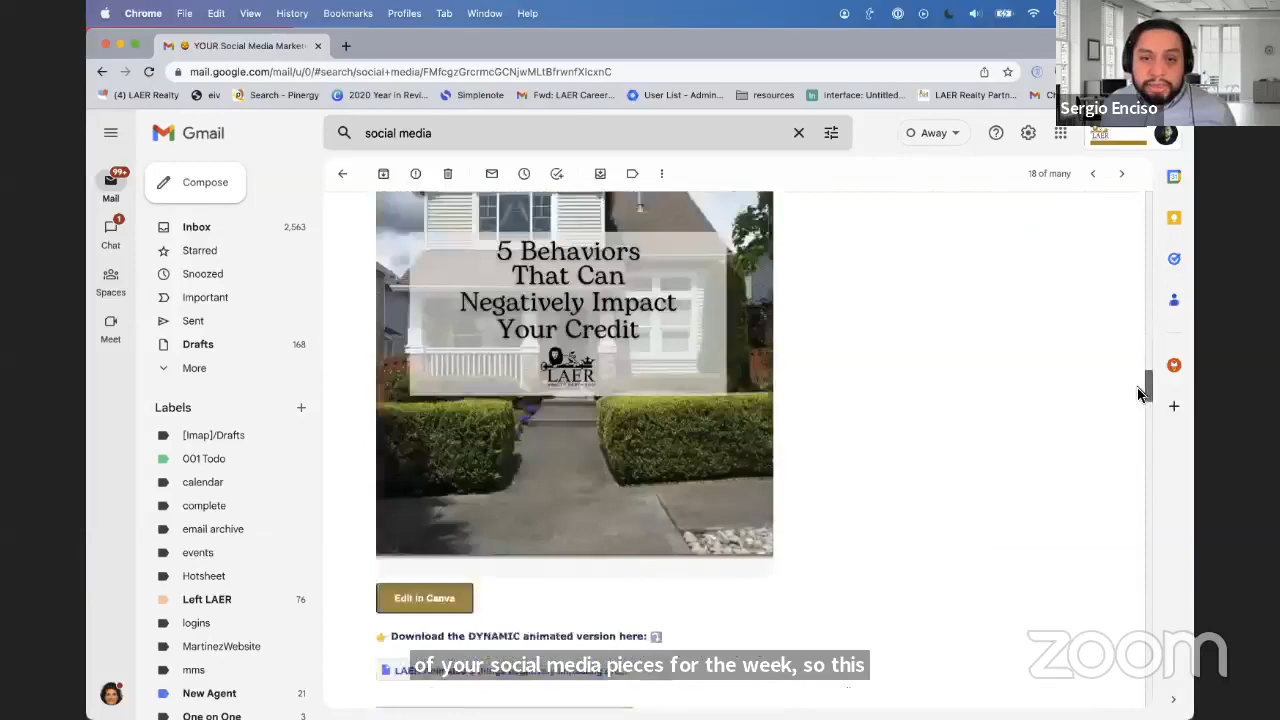 Chrome File Edit View History Bookmarks Profiles Tab Window Help
YOUR Social Media Market
mail.google.com/mail/u/0/#search/social+media/FMfcgzGrcrmcGCNjwMLtBfrwnfXlcxnC
(4) LAER Realty eiv Search - Pinergy 2020 Year in Revi... Simplenote Fwd: LAER Career... User List - Admin... resources Interface: Untitled... LAER Realty Partn...
Sergio Enciso
Gmail
social media
Away
99+
Mail
Compose
18 of many
1
Chat
Spaces
Meet
Inbox 2,563
Starred
Snoozed
Important
Sent
Drafts 168
More
Labels
[Imap]/Drafts
001 Todo
calendar
complete
email archive
events
Hotsheet
Left LAER 76
logins
MartinezWebsite
mms
New Agent 21
One on One 3
5 Behaviors
That Can
Negatively Impact
Your Credit
LAER
Edit in Canva
Download the DYNAMIC animated version here:
of your social media pieces for the week, so this
zoom